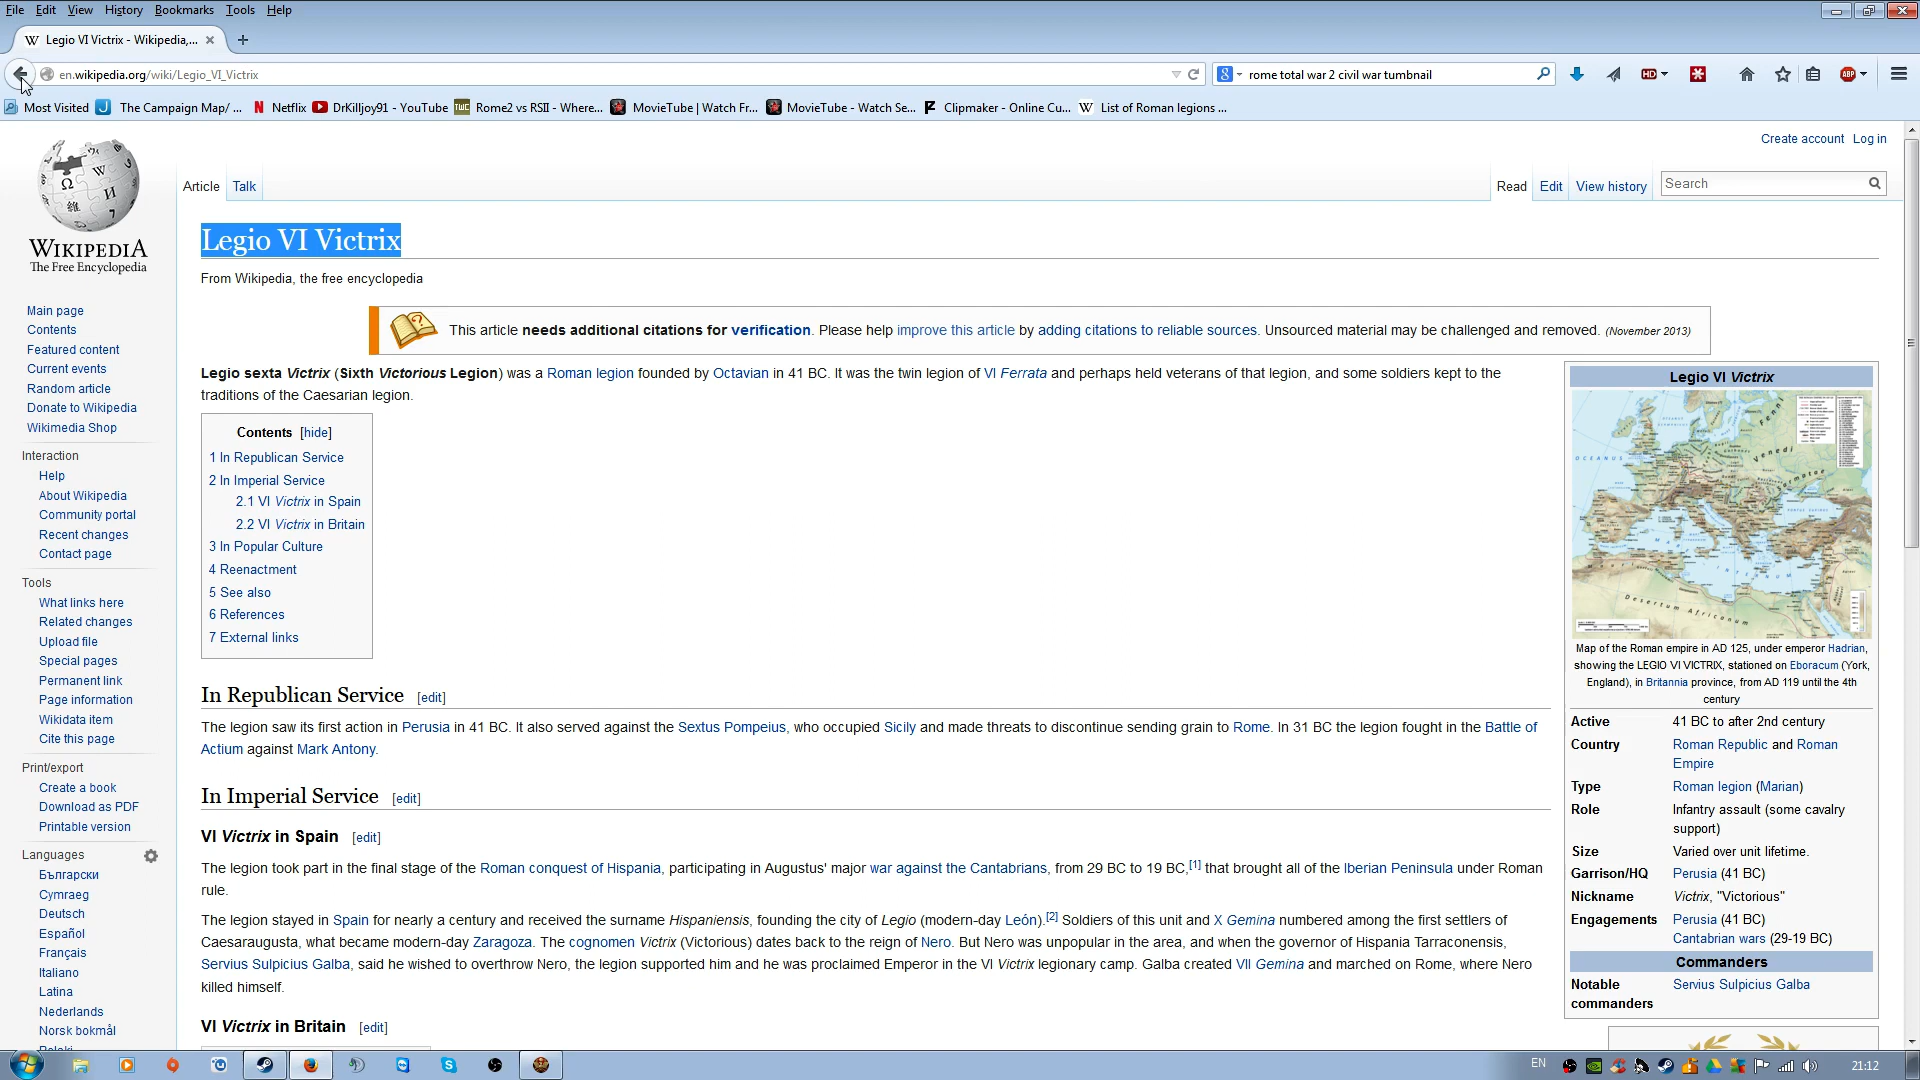 File Edit View History Bookmarks Tools Help
Legio VI Victrix - Wikipedia,...
en.wikipedia.org/wiki/Legio_VI_Victrix
rome total war 2 civil war tumbnail
Most Visited The Campaign Map/ ... Netflix DrKilljoy91 - YouTube Rome2 vs RSII - Where... MovieTube | Watch Fr... MovieTube - Watch Se... Clipmaker - Online Cu... List of Roman legions ...
Create account Log in
Article Talk
Read Edit View history Search
WIKIPEDIA
The Free Encyclopedia
Main page
Contents
Featured content
Current events
Random article
Donate to Wikipedia
Wikimedia Shop
Interaction
Help
About Wikipedia
Community portal
Recent changes
Contact page
Tools
What links here
Related changes
Upload file
Special pages
Permanent link
Page information
Wikidata item
Cite this page
Print/export
Create a book
Download as PDF
Printable version
Languages
Български
Cymraeg
Deutsch
Español
Français
Italiano
Latina
Nederlands
Norsk bokmål
Legio VI Victrix
From Wikipedia, the free encyclopedia
This article needs additional citations for verification. Please help improve this article by adding citations to reliable sources. Unsourced material may be challenged and removed. (November 2013)
Legio sexta Victrix (Sixth Victorious Legion) was a Roman legion founded by Octavian in 41 BC. It was the twin legion of VI Ferrata and perhaps held veterans of that legion, and some soldiers kept to the
traditions of the Caesarian legion.
Contents [hide]
1 In Republican Service
2 In Imperial Service
2.1 VI Victrix in Spain
2.2 VI Victrix in Britain
3 In Popular Culture
4 Reenactment
5 See also
6 References
7 External links
In Republican Service [edit]
The legion saw its first action in Perusia in 41 BC. It also served against the Sextus Pompeius, who occupied Sicily and made threats to discontinue sending grain to Rome. In 31 BC the legion fought in the Battle of
Actium against Mark Antony.
In Imperial Service [edit]
VI Victrix in Spain [edit]
The legion took part in the final stage of the Roman conquest of Hispania, participating in Augustus' major war against the Cantabrians, from 29 BC to 19 BC,[1] that brought all of the Iberian Peninsula under Roman
rule.
The legion stayed in Spain for nearly a century and received the surname Hispaniensis, founding the city of Legio (modern-day León).[2] Soldiers of this unit and X Gemina numbered among the first settlers of
Caesaraugusta, what became modern-day Zaragoza. The cognomen Victrix (Victorious) dates back to the reign of Nero. But Nero was unpopular in the area, and when the governor of Hispania Tarraconensis,
Servius Sulpicius Galba, said he wished to overthrow Nero, the legion supported him and he was proclaimed Emperor in the VI Victrix legionary camp. Galba created VII Gemina and marched on Rome, where Nero
killed himself.
VI Victrix in Britain [edit]
Legio VI Victrix
Map of the Roman empire in AD 125, under emperor Hadrian,
showing the LEGIO VI VICTRIX, stationed on Eboracum (York,
England), in Britannia province, from AD 119 until the 4th
century
Active 41 BC to after 2nd century
Country Roman Republic and Roman
Empire
Type Roman legion (Marian)
Role Infantry assault (some cavalry
support)
Size Varied over unit lifetime.
Garrison/HQ Perusia (41 BC)
Nickname Victrix, "Victorious"
Engagements Perusia (41 BC)
Cantabrian wars (29-19 BC)
Commanders
Notable Servius Sulpicius Galba
commanders
EN 21:12